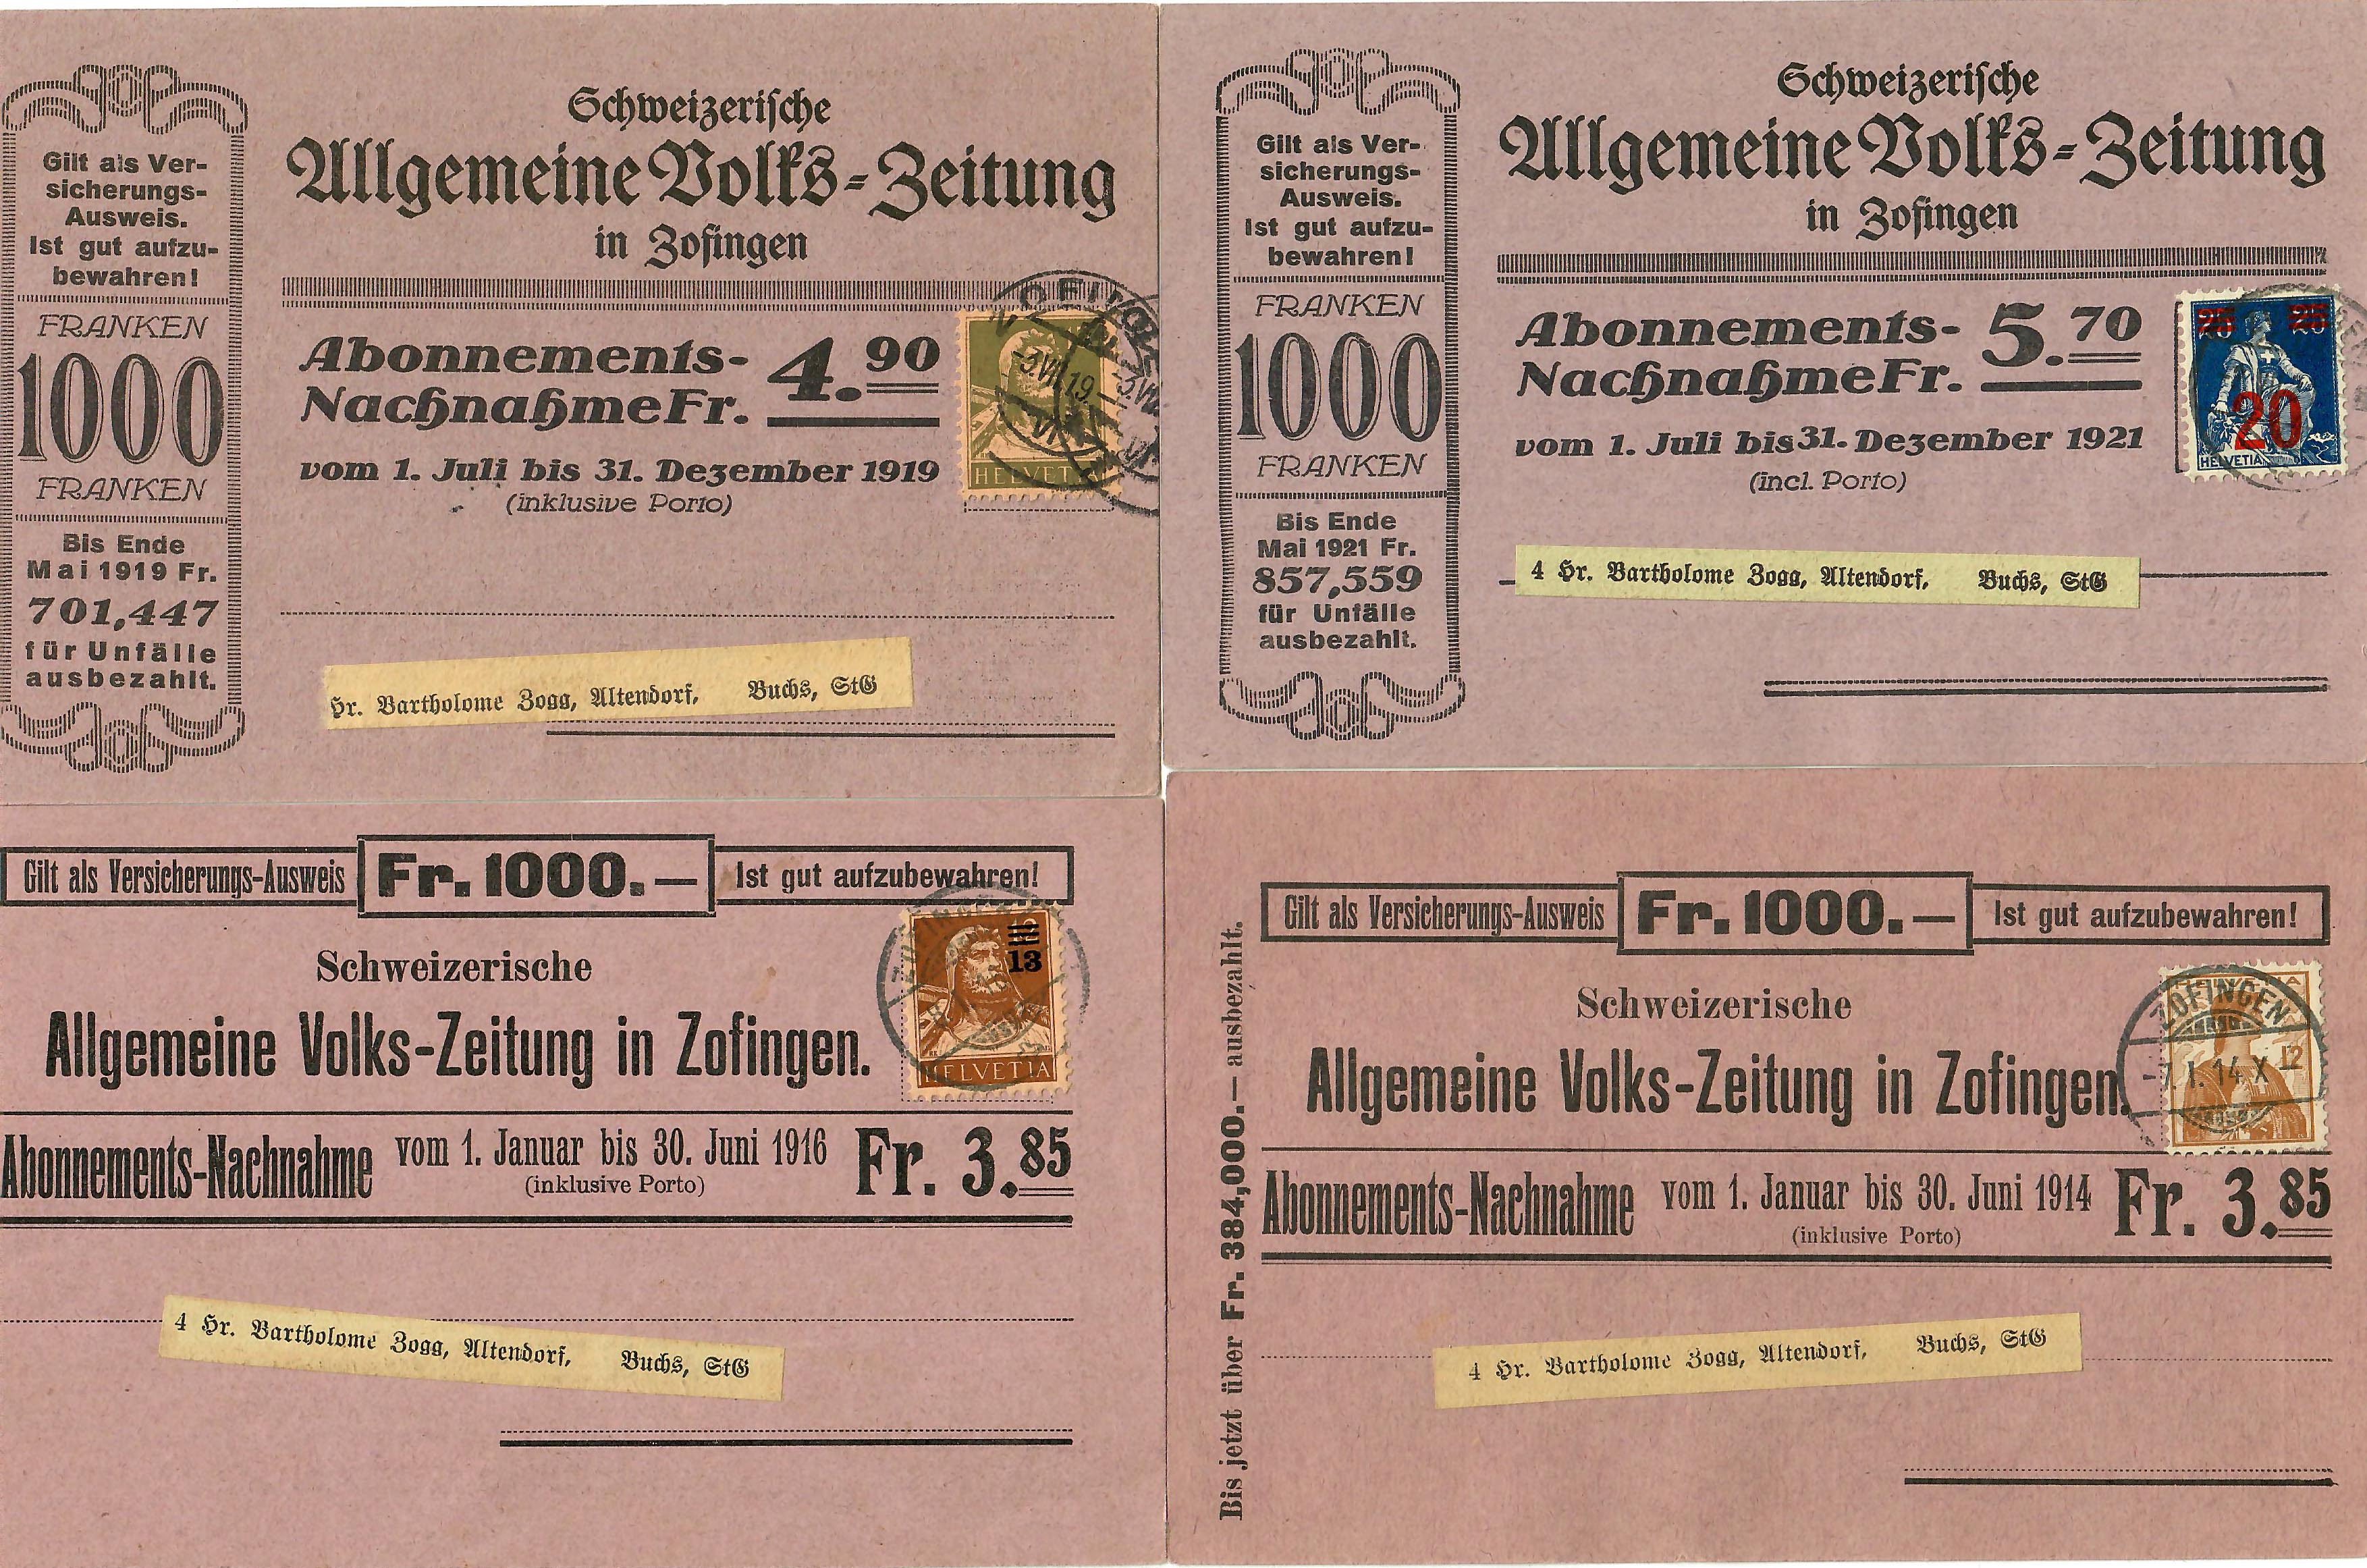 Gilt als Ver-
sicherungs-
Ausweis.
Ist gut aufzu-
bewahren!
FRANKEN
1000
FRANKEN
Bis Ende
Mai 1919 Fr.
701,447
für Unfälle
ausbezahlt.
Schweizerische
Allgemeine Volks-Zeitung
in Zofingen
Abonnements-
Nachnahme Fr. 4.90
vom 1. Juli bis 31. Dezember 1919
(inklusive Porto)
HELVETIA
Hr. Bartholome Zogg, Altendorf, Buchs, StG
Gilt als Ver-
sicherungs-
Ausweis.
Ist gut aufzu-
bewahren!
FRANKEN
1000
FRANKEN
Bis Ende
Mai 1921 Fr.
857,559
für Unfälle
ausbezahlt.
Schweizerische
Allgemeine Volks-Zeitung
in Zofingen
Abonnements-
Nachnahme Fr. 5.70
vom 1. Juli bis 31. Dezember 1921
(incl. Porto)
25 25
20
HELVETIA
4 Hr. Bartholome Zogg, Altendorf, Buchs, StG
Gilt als Versicherungs-Ausweis Fr. 1000.— Ist gut aufzubewahren!
13
HELVETIA
Schweizerische
Allgemeine Volks-Zeitung in Zofingen.
Abonnements-Nachnahme vom 1. Januar bis 30. Juni 1916 Fr. 3.85
(inklusive Porto)
4 Hr. Bartholome Zogg, Altendorf, Buchs, StG
Bis jetzt über Fr. 384,000.— ausbezahlt.
Gilt als Versicherungs-Ausweis Fr. 1000.— Ist gut aufzubewahren!
Schweizerische
Allgemeine Volks-Zeitung in Zofingen.
ZOFINGEN
-7.I.14.X
12
Abonnements-Nachnahme vom 1. Januar bis 30. Juni 1914 Fr. 3.85
(inklusive Porto)
4 Hr. Bartholome Zogg, Altendorf, Buchs, StG